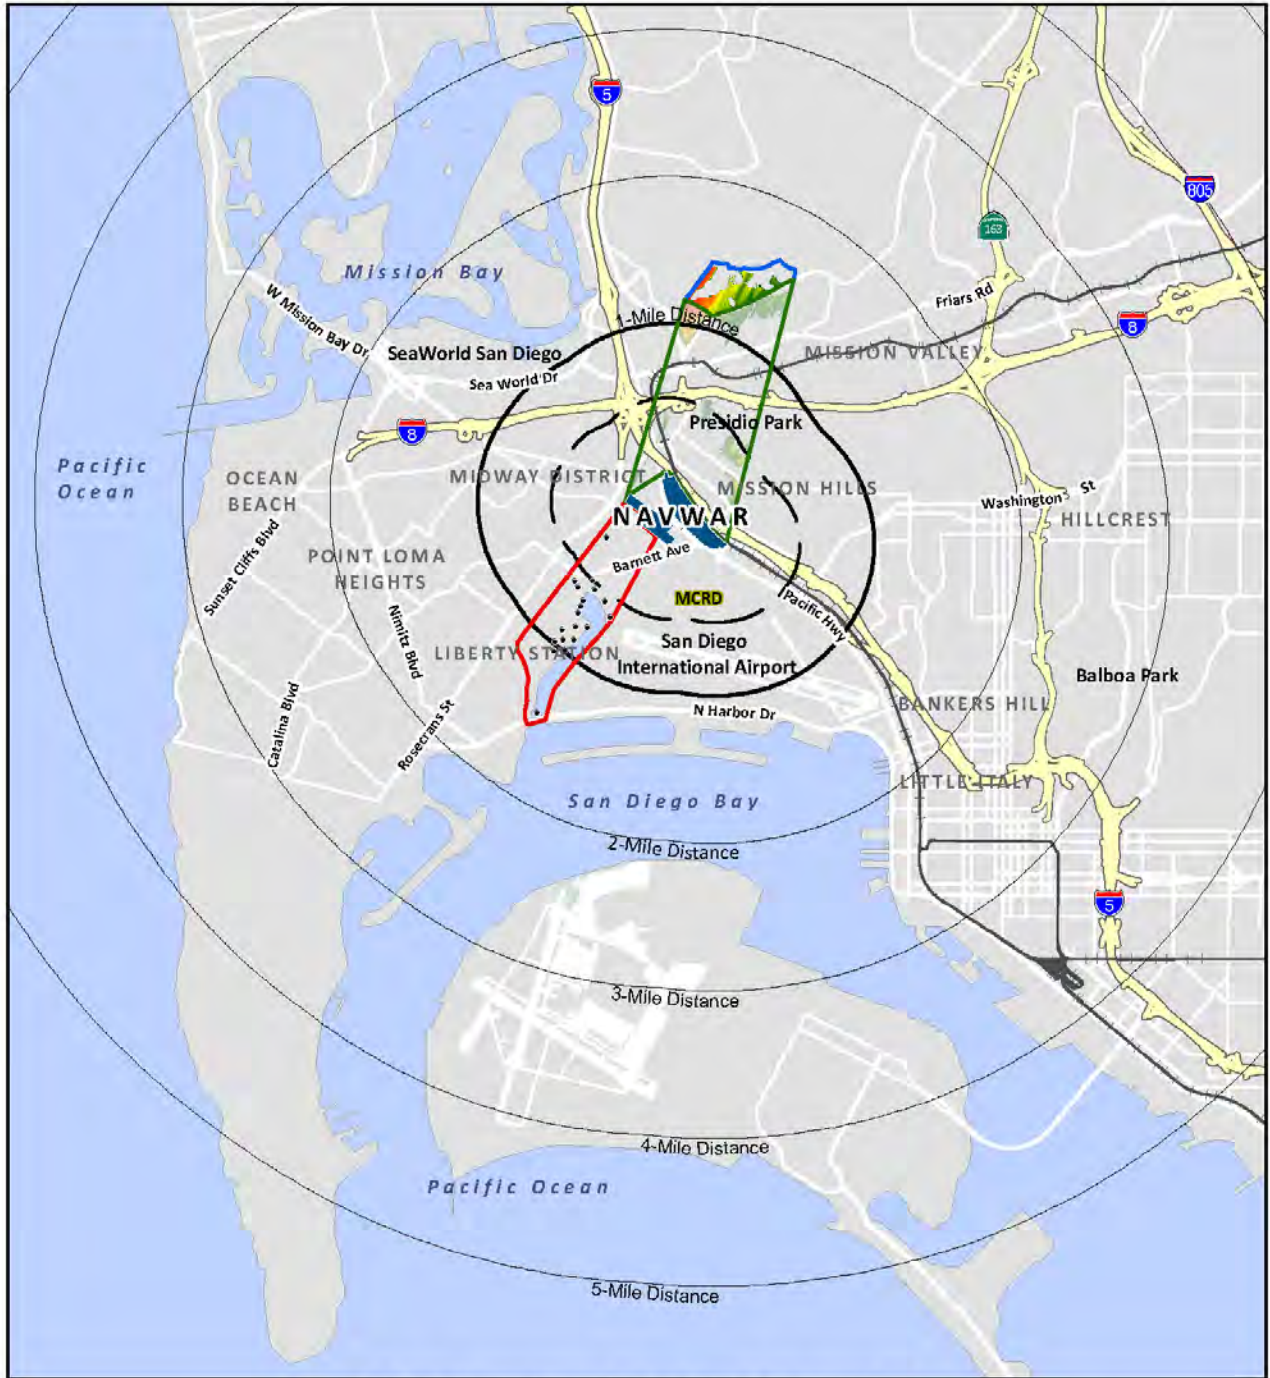 5
805
163
Mission Bay
Friars Rd
W Mission Bay Dr
1-Mile Distance
8
SeaWorld San Diego
MISSION VALLEY
Sea World Dr
8
Presidio Park
Pacific
Ocean
OCEAN
BEACH
MIDWAY DISTRICT
MISSION HILLS
Washington St
HILLCREST
NAVWAR
Sunset Cliffs Blvd
POINT LOMA
HEIGHTS
Barnett Ave
MCRD
Pacific Hwy
Nimitz Blvd
LIBERTY STATION
San Diego
International Airport
Balboa Park
Catalina Blvd
Rosecrans St
N Harbor Dr
BANKERS HILL
LITTLE ITALY
San Diego Bay
2-Mile Distance
5
3-Mile Distance
4-Mile Distance
Pacific Ocean
5-Mile Distance